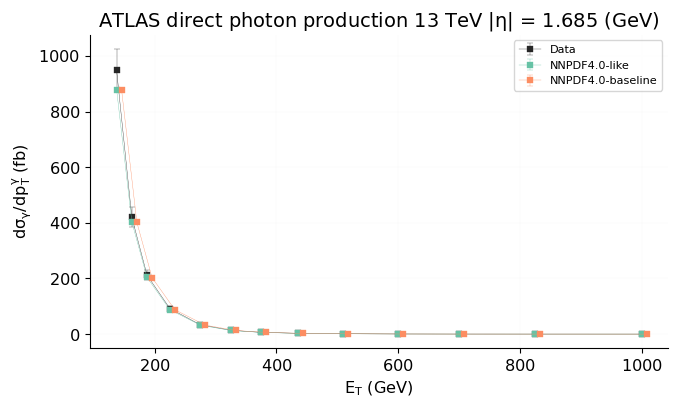 ATLAS direct photon production 13 TeV |η| = 1.685 (GeV)
Data
NNPDF4.0-like
NNPDF4.0-baseline
dσγ/dpTγ (fb)
1000
800
600
400
200
0
200 400 600 800 1000
ET (GeV)